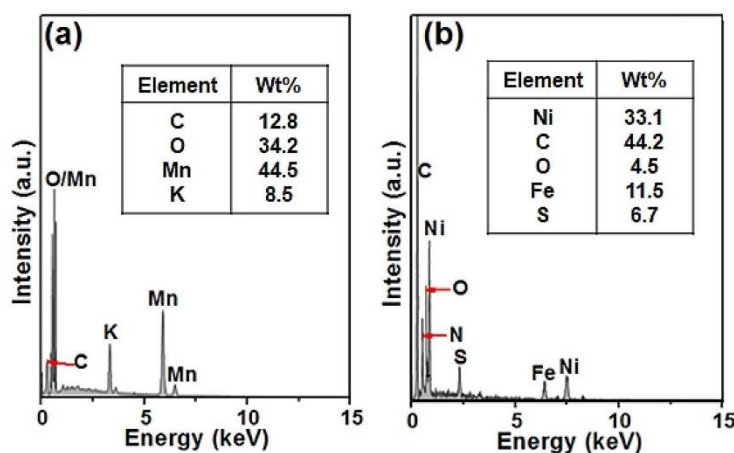 (a)
Element Wt%
C 12.8
O 34.2
Mn 44.5
K 8.5
O/Mn
C
K
Mn
Mn
Intensity (a.u.)
0 5 10 15
Energy (keV)
(b)
Element Wt%
Ni 33.1
C 44.2
O 4.5
Fe 11.5
S 6.7
C
Ni
O
N
S
Fe
Ni
Intensity (a.u.)
0 5 10 15
Energy (keV)